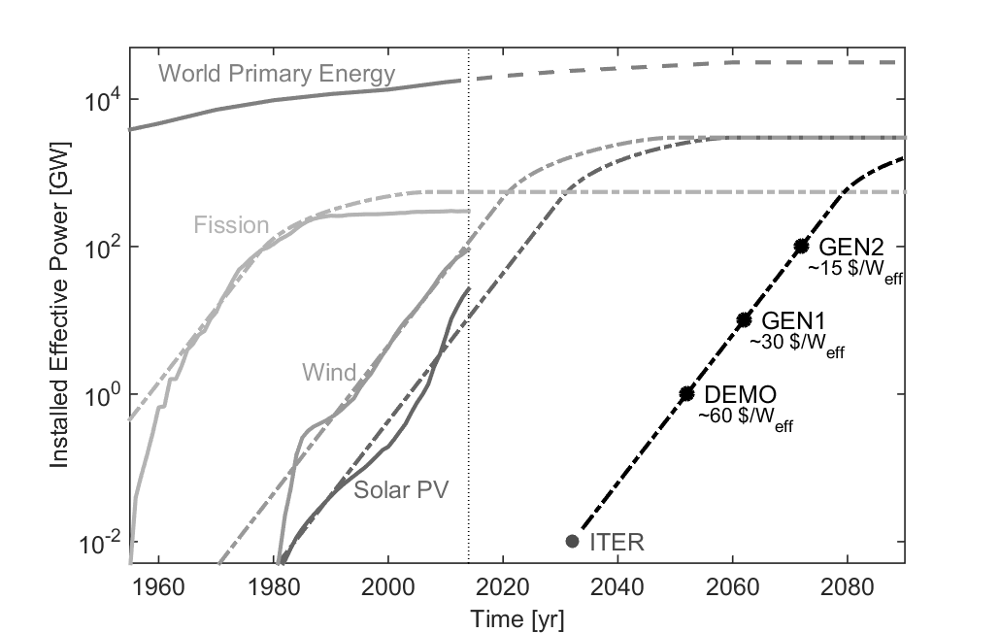 World Primary Energy
10^4
Installed Effective Power [GW]
Fission
10^2
GEN2
~15 $/W_eff
GEN1
~30 $/W_eff
Wind
10^0
DEMO
~60 $/W_eff
Solar PV
10^-2
ITER
1960 1980 2000 2020 2040 2060 2080
Time [yr]